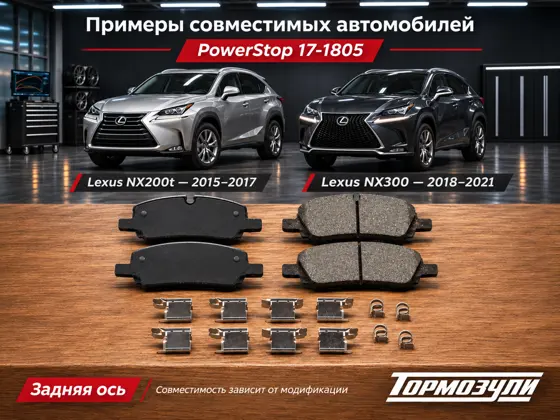 Примеры совместимых автомобилей
PowerStop 17-1805
Lexus NX200t — 2015–2017
Lexus NX300 — 2018–2021
Задняя ось
Совместимость зависит от модификации
ТОРМОЗУЛИ